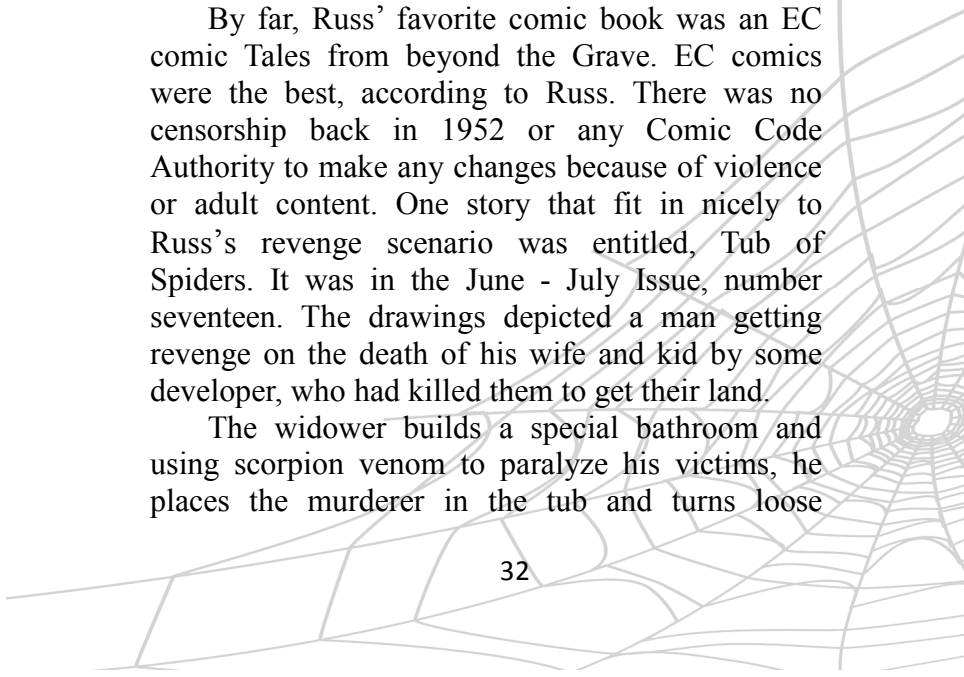 By far, Russ’ favorite comic book was an EC
comic Tales from beyond the Grave. EC comics
were the best, according to Russ. There was no
censorship back in 1952 or any Comic Code
Authority to make any changes because of violence
or adult content. One story that fit in nicely to
Russ’s revenge scenario was entitled, Tub of
Spiders. It was in the June - July Issue, number
seventeen. The drawings depicted a man getting
revenge on the death of his wife and kid by some
developer, who had killed them to get their land.
The widower builds a special bathroom and
using scorpion venom to paralyze his victims, he
places the murderer in the tub and turns loose
32